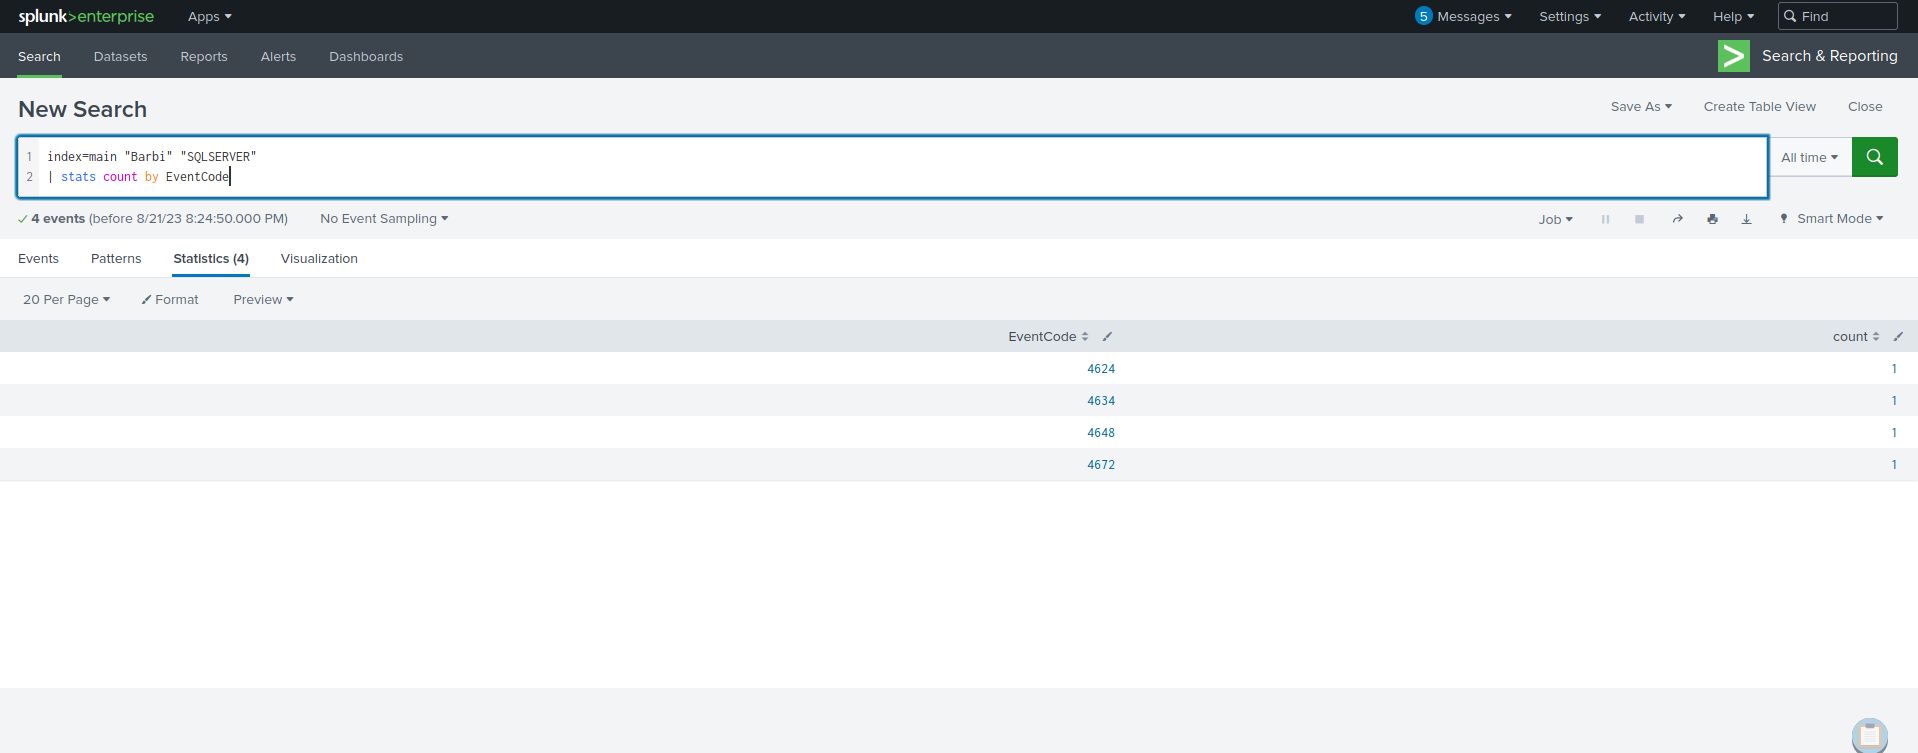 splunk>enterprise Apps 5 Messages Settings Activity Help Find
Search Datasets Reports Alerts Dashboards Search & Reporting
New Search Save As Create Table View Close
1 index=main "Barbi" "SQLSERVER" All time
2 | stats count by EventCode
4 events (before 8/21/23 8:24:50.000 PM) No Event Sampling Job Smart Mode
Events Patterns Statistics (4) Visualization
20 Per Page Format Preview
EventCode count
4624 1
4634 1
4648 1
4672 1